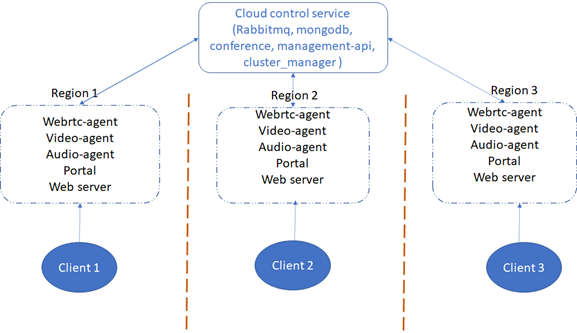 Cloud control service
(Rabbitmq, mongodb,
conference, management-api,
cluster_manager )
Region 1
Webrtc-agent
Video-agent
Audio-agent
Portal
Web server
Client 1
Region 2
Webrtc-agent
Video-agent
Audio-agent
Portal
Web server
Client 2
Region 3
Webrtc-agent
Video-agent
Audio-agent
Portal
Web server
Client 3